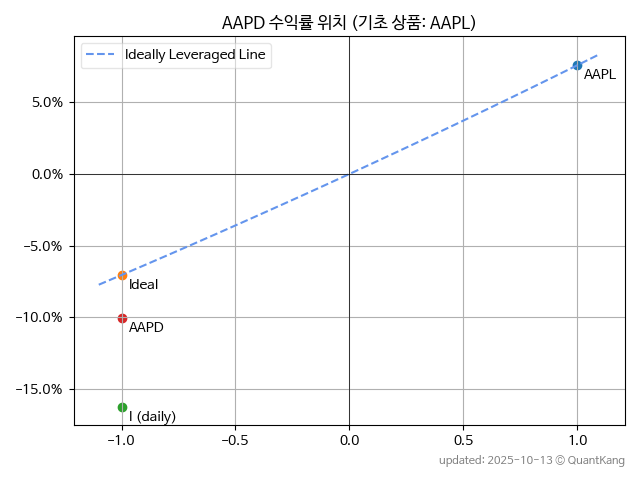 AAPD 수익률 위치 (기초 상품: AAPL)
Ideally Leveraged Line
AAPL
5.0%
0.0%
-5.0%
Ideal
-10.0%
AAPD
-15.0%
I (daily)
-1.0 -0.5 0.0 0.5 1.0
updated: 2025-10-13 © QuantKang